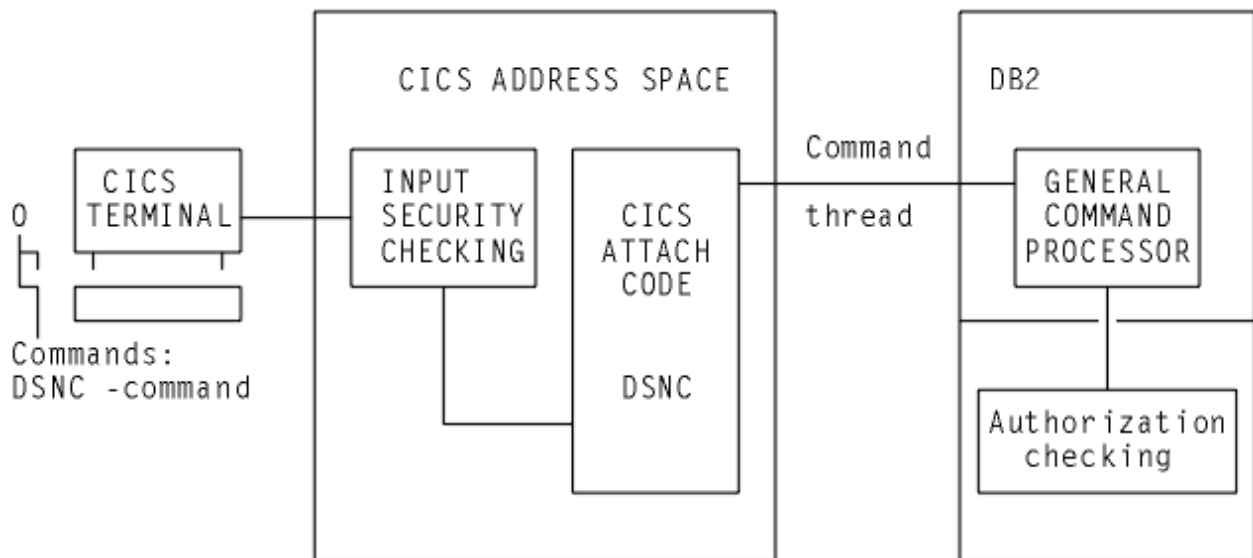 CICS ADDRESS SPACE
DB2
CICS
TERMINAL
INPUT
SECURITY
CHECKING
CICS
ATTACH
CODE
DSNC
Command
thread
GENERAL
COMMAND
PROCESSOR
Authorization
checking
O
Commands:
DSNC -command